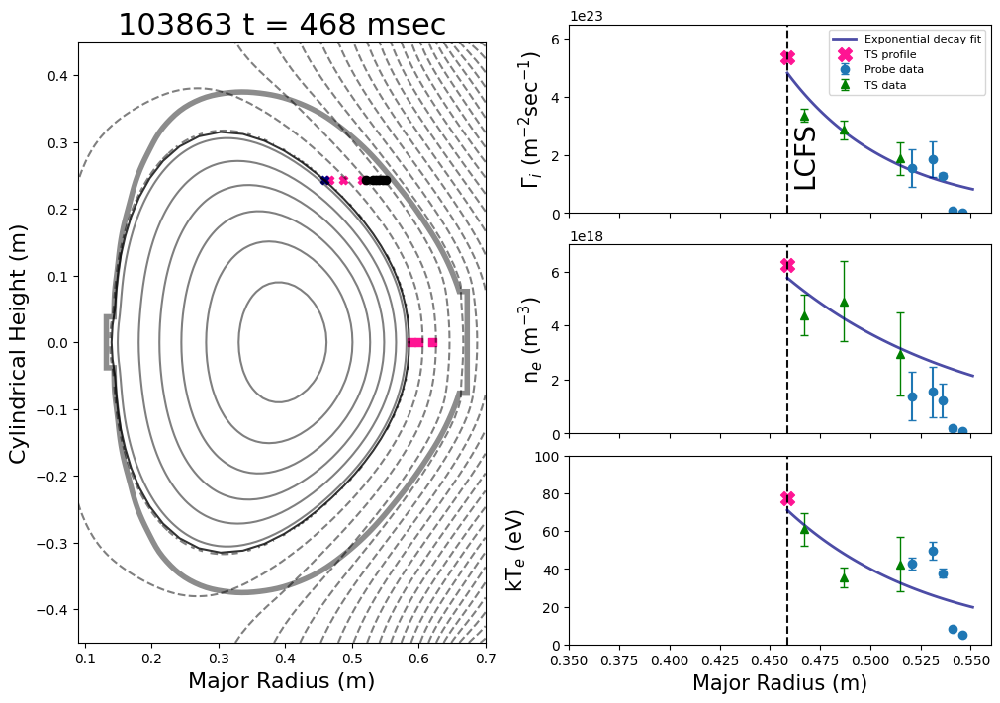 103863 t = 468 msec
Cylindrical Height (m)
0.4
0.3
0.2
0.1
0.0
−0.1
−0.2
−0.3
−0.4
0.1 0.2 0.3 0.4 0.5 0.6 0.7
Major Radius (m)
1e23
Γi (m−2sec−1)
6
4
2
0
LCFS
Exponential decay fit
TS profile
Probe data
TS data
1e18
ne (m−3)
6
4
2
0
kTe (eV)
100
80
60
40
20
0
0.350 0.375 0.400 0.425 0.450 0.475 0.500 0.525 0.550
Major Radius (m)